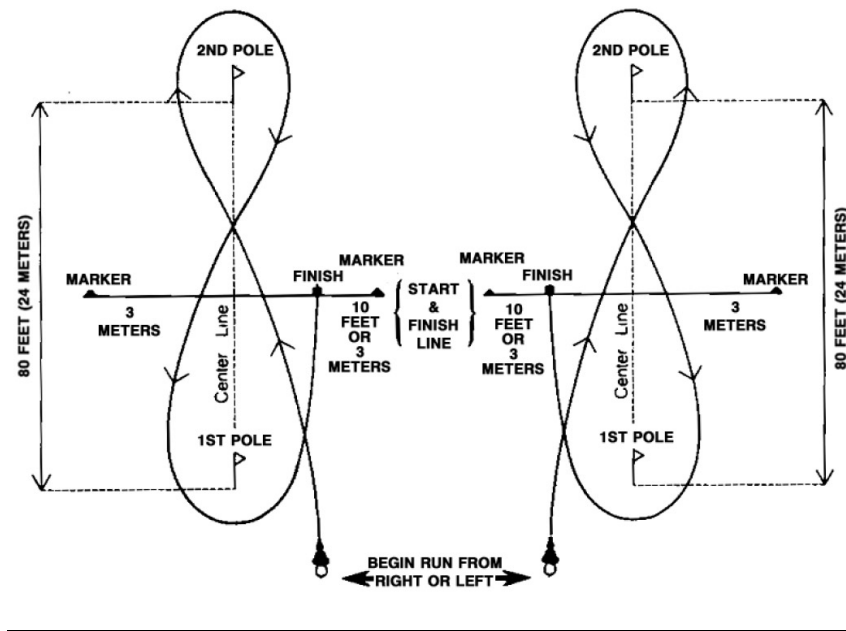 2ND POLE
2ND POLE
80 FEET (24 METERS)
MARKER
FINISH
MARKER
START
&
FINISH
LINE
MARKER
FINISH
MARKER
80 FEET (24 METERS)
3
METERS
10
FEET
OR
3
METERS
10
FEET
OR
3
METERS
3
METERS
Center Line
Center Line
1ST POLE
1ST POLE
BEGIN RUN FROM
RIGHT OR LEFT